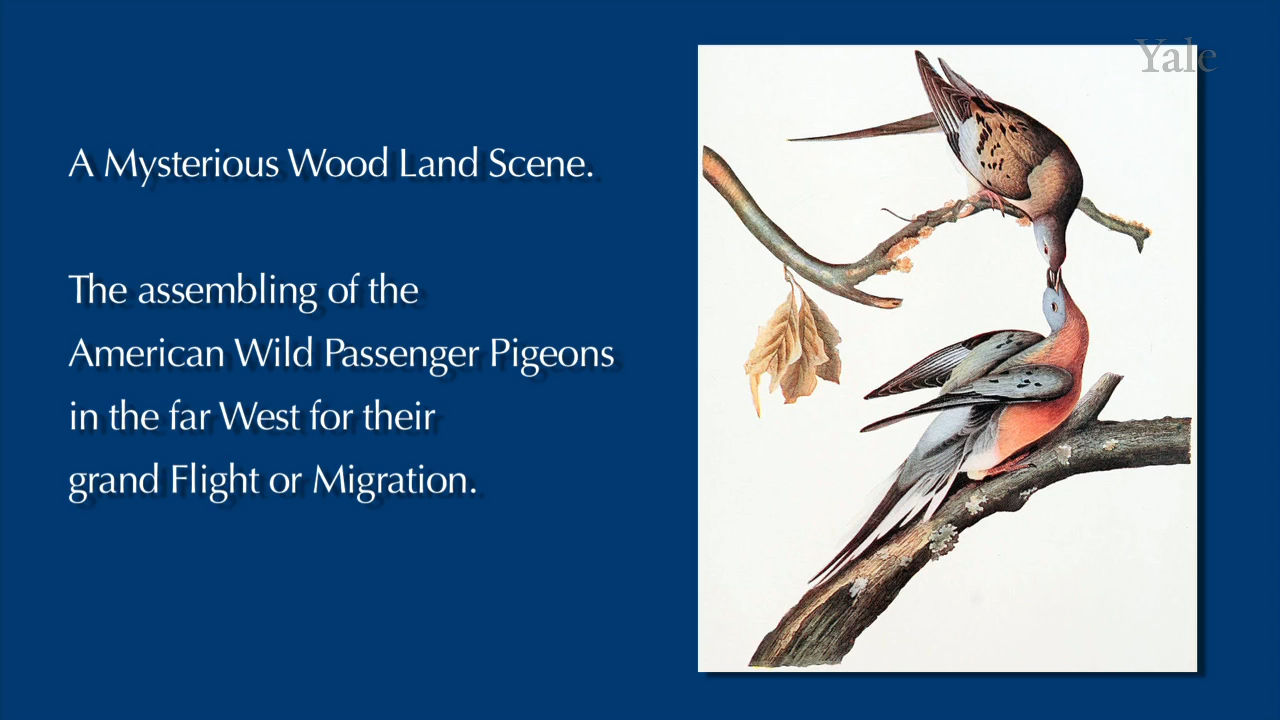 Yale
A Mysterious Wood Land Scene.
The assembling of the
American Wild Passenger Pigeons
in the far West for their
grand Flight or Migration.